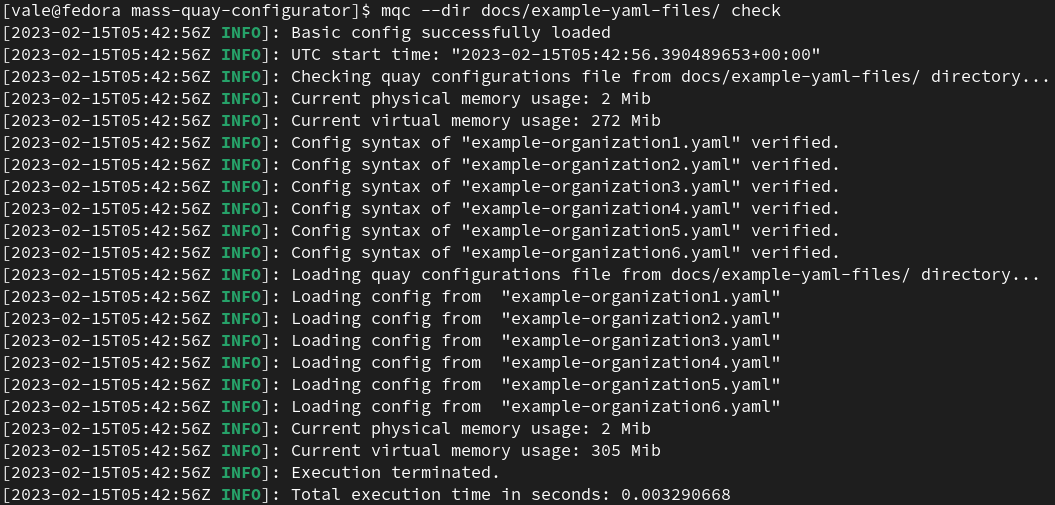 [vale@fedora mass-quay-configurator]$ mqc --dir docs/example-yaml-files/ check
[2023-02-15T05:42:56Z INFO]: Basic config successfully loaded
[2023-02-15T05:42:56Z INFO]: UTC start time: "2023-02-15T05:42:56.390489653+00:00"
[2023-02-15T05:42:56Z INFO]: Checking quay configurations file from docs/example-yaml-files/ directory...
[2023-02-15T05:42:56Z INFO]: Current physical memory usage: 2 Mib
[2023-02-15T05:42:56Z INFO]: Current virtual memory usage: 272 Mib
[2023-02-15T05:42:56Z INFO]: Config syntax of "example-organization1.yaml" verified.
[2023-02-15T05:42:56Z INFO]: Config syntax of "example-organization2.yaml" verified.
[2023-02-15T05:42:56Z INFO]: Config syntax of "example-organization3.yaml" verified.
[2023-02-15T05:42:56Z INFO]: Config syntax of "example-organization4.yaml" verified.
[2023-02-15T05:42:56Z INFO]: Config syntax of "example-organization5.yaml" verified.
[2023-02-15T05:42:56Z INFO]: Config syntax of "example-organization6.yaml" verified.
[2023-02-15T05:42:56Z INFO]: Loading quay configurations file from docs/example-yaml-files/ directory...
[2023-02-15T05:42:56Z INFO]: Loading config from  "example-organization1.yaml"
[2023-02-15T05:42:56Z INFO]: Loading config from  "example-organization2.yaml"
[2023-02-15T05:42:56Z INFO]: Loading config from  "example-organization3.yaml"
[2023-02-15T05:42:56Z INFO]: Loading config from  "example-organization4.yaml"
[2023-02-15T05:42:56Z INFO]: Loading config from  "example-organization5.yaml"
[2023-02-15T05:42:56Z INFO]: Loading config from  "example-organization6.yaml"
[2023-02-15T05:42:56Z INFO]: Current physical memory usage: 2 Mib
[2023-02-15T05:42:56Z INFO]: Current virtual memory usage: 305 Mib
[2023-02-15T05:42:56Z INFO]: Execution terminated.
[2023-02-15T05:42:56Z INFO]: Total execution time in seconds: 0.003290668